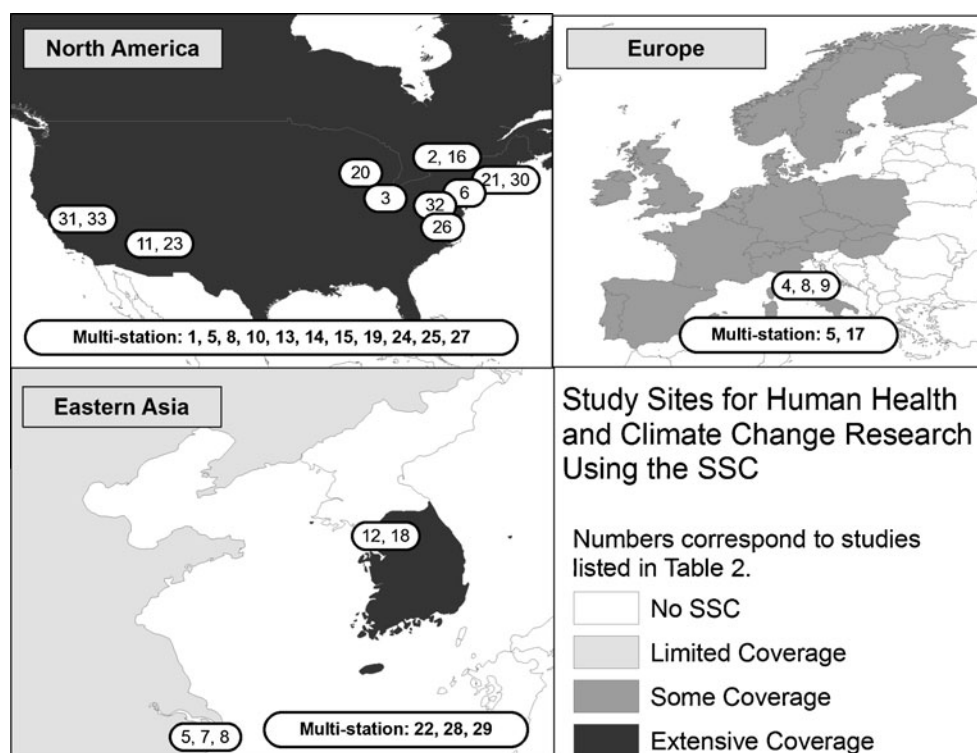 North America
20
2, 16
21, 30
3
6
32
26
31, 33
11, 23
Multi-station: 1, 5, 8, 10, 13, 14, 15, 19, 24, 25, 27
Europe
4, 8, 9
Multi-station: 5, 17
Eastern Asia
12, 18
5, 7, 8
Multi-station: 22, 28, 29
Study Sites for Human Health
and Climate Change Research
Using the SSC
Numbers correspond to studies
listed in Table 2.
No SSC
Limited Coverage
Some Coverage
Extensive Coverage